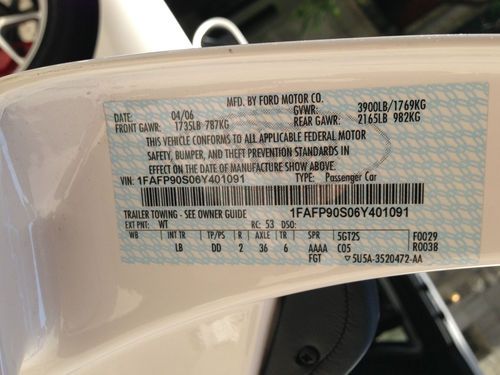 MFD. BY FORD MOTOR CO.
DATE: 04/06 GVWR: 3900LB/1769KG
FRONT GAWR: 1735LB 787KG REAR GAWR: 2165LB 982KG
THIS VEHICLE CONFORMS TO ALL APPLICABLE FEDERAL MOTOR
SAFETY, BUMPER, AND THEFT PREVENTION STANDARDS IN
EFFECT ON THE DATE OF MANUFACTURE SHOWN ABOVE.
VIN: 1FAFP90S06Y401091 TYPE: Passenger Car
TRAILER TOWING - SEE OWNER GUIDE 1FAFP90S06Y401091
EXT PNT: WT RC: 53 DSO:
WB INT TR TP/PS R AXLE TR SPR 5GT2S F0029
LB DD 2 36 6 AAAA C05 R0038
FGT ▽5U5A-3520472-AA